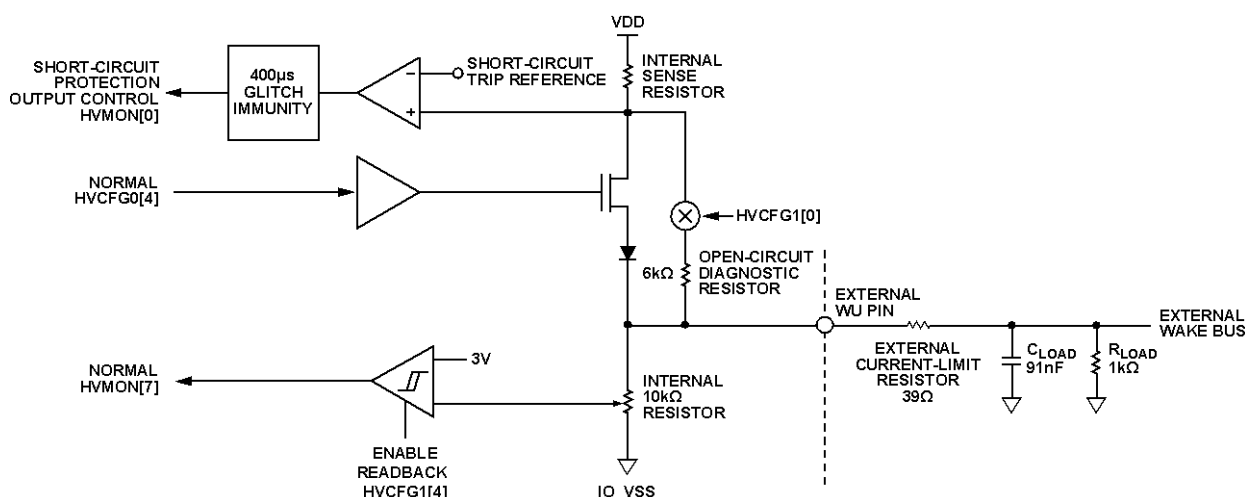 VDD
SHORT-CIRCUIT
PROTECTION
OUTPUT CONTROL
HVMON[0]
400µs
GLITCH
IMMUNITY
–
+
SHORT-CIRCUIT
TRIP REFERENCE
INTERNAL
SENSE
RESISTOR
NORMAL
HVCFG0[4]
HVCFG1[0]
6kΩ
OPEN-CIRCUIT
DIAGNOSTIC
RESISTOR
EXTERNAL
WU PIN
EXTERNAL
WAKE BUS
EXTERNAL
CURRENT-LIMIT
RESISTOR
39Ω
CLOAD
91nF
RLOAD
1kΩ
NORMAL
HVMON[7]
3V
INTERNAL
10kΩ
RESISTOR
ENABLE
READBACK
HVCFG1[4]
IO_VSS